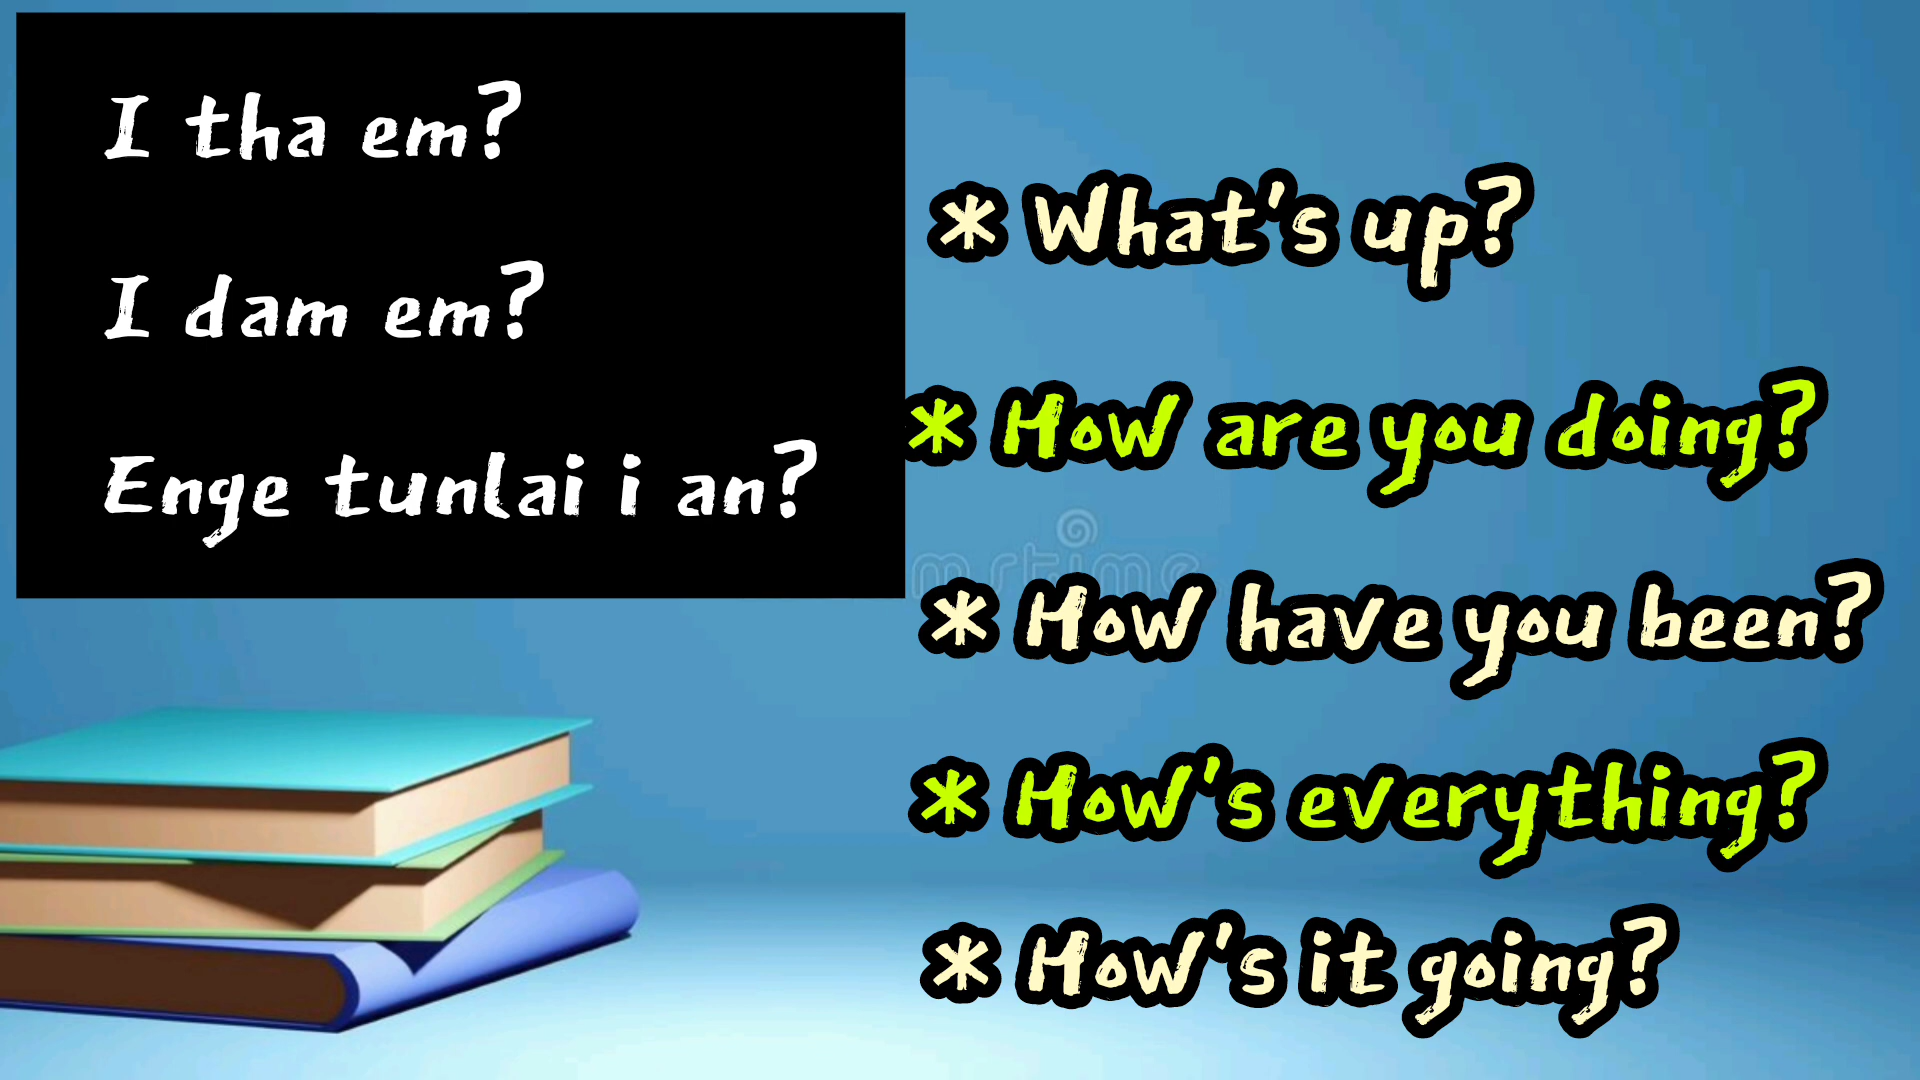 I tha em?
I dam em?
Enge tunlai i an?
* What's up?
* How are you doing?
* How have you been?
* How's everything?
* How's it going?